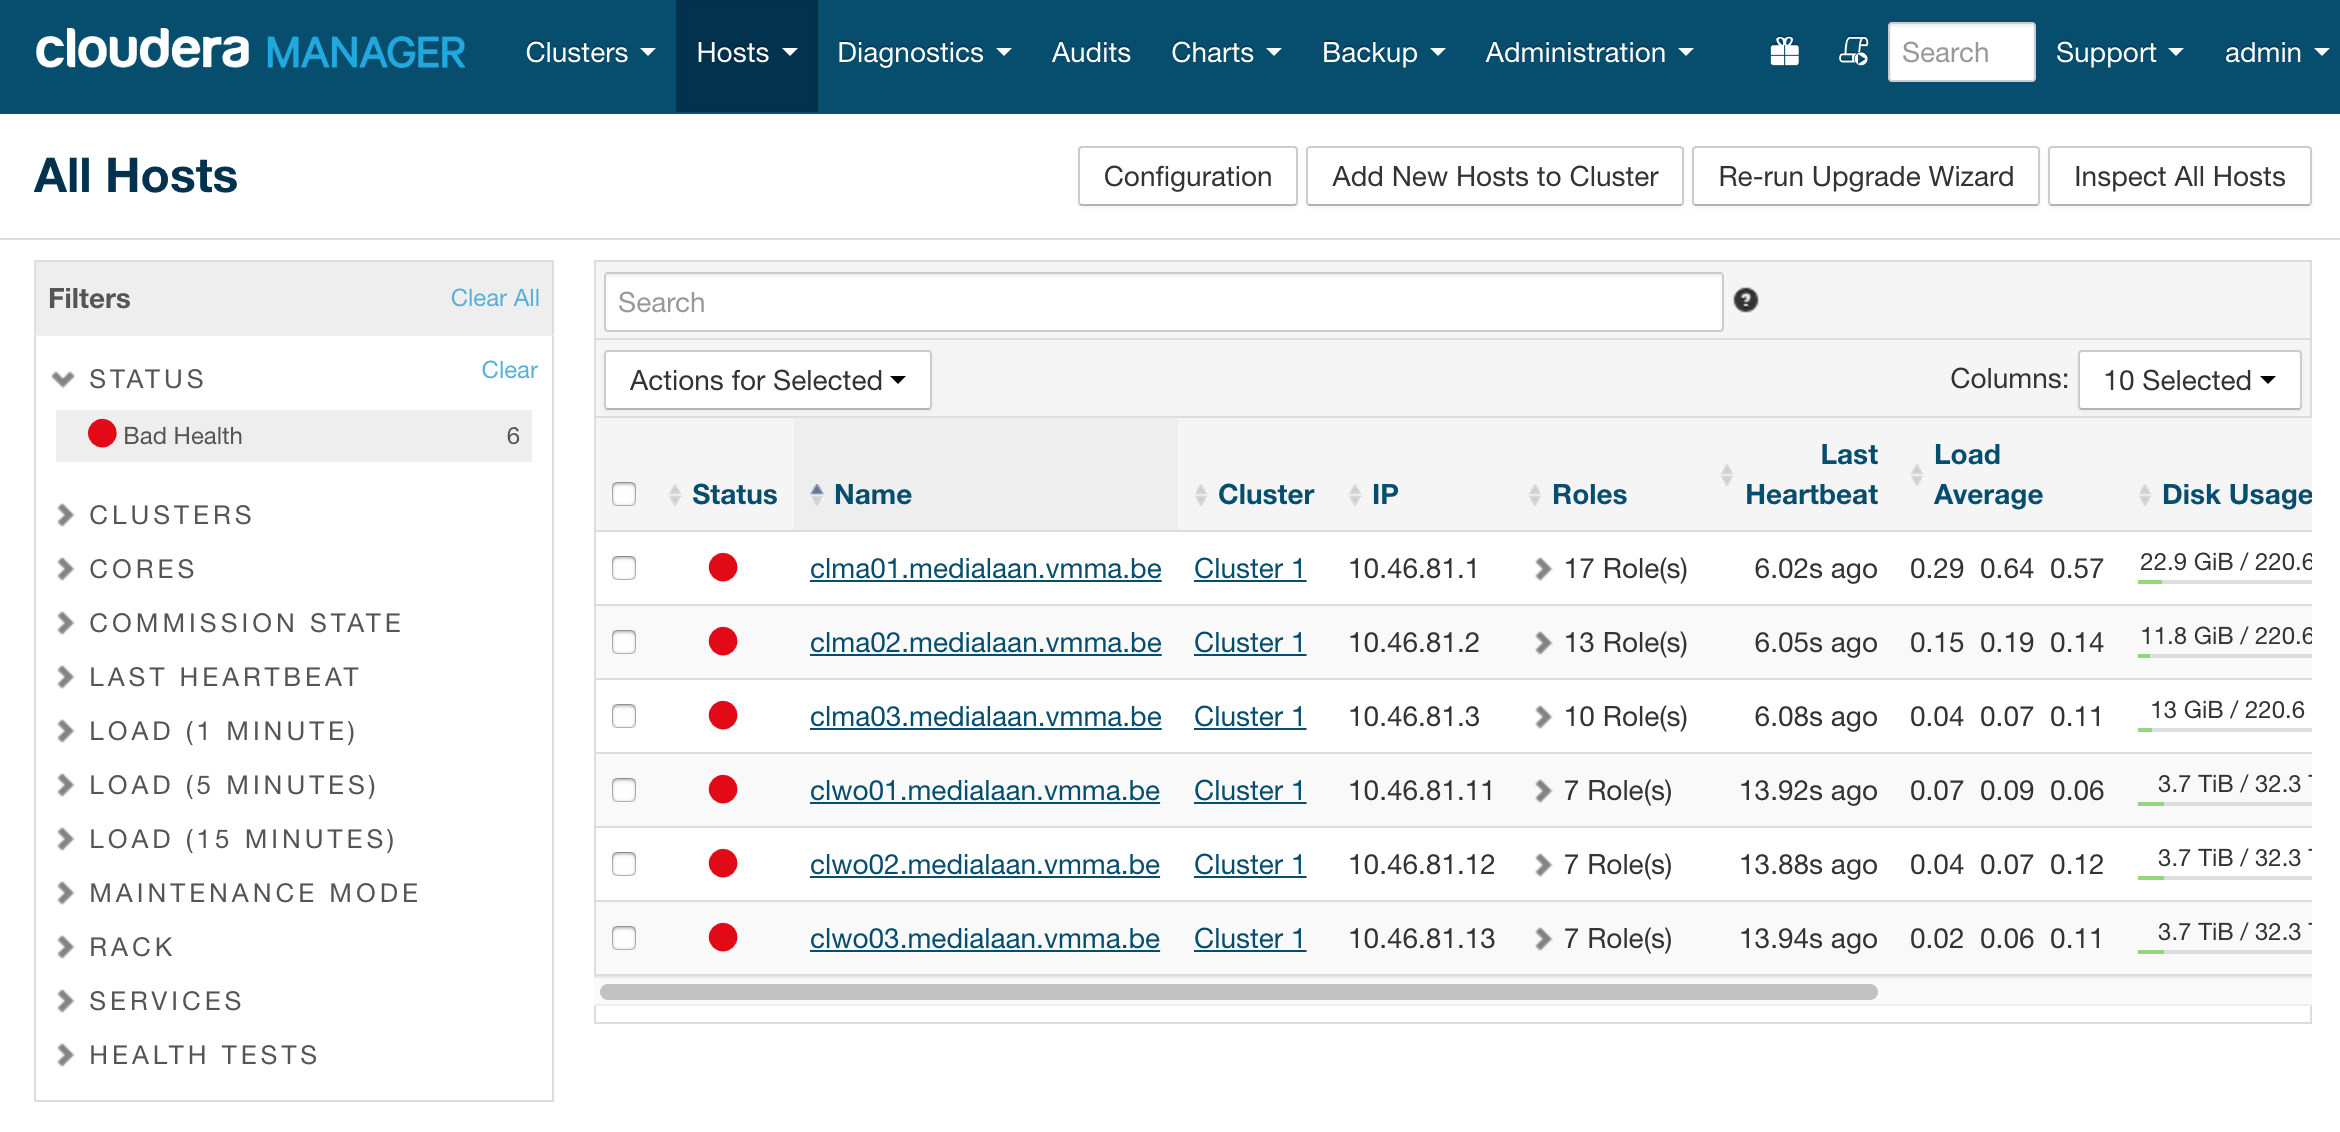 cloudera MANAGER Clusters Hosts Diagnostics Audits Charts Backup Administration Search Support admin
All Hosts Configuration Add New Hosts to Cluster Re-run Upgrade Wizard Inspect All Hosts
Filters Clear All
STATUS Clear
Bad Health 6
CLUSTERS
CORES
COMMISSION STATE
LAST HEARTBEAT
LOAD (1 MINUTE)
LOAD (5 MINUTES)
LOAD (15 MINUTES)
MAINTENANCE MODE
RACK
SERVICES
HEALTH TESTS
Search ?
Actions for Selected Columns: 10 Selected
Status Name Cluster IP Roles Last Heartbeat Load Average Disk Usage
clma01.medialaan.vmma.be Cluster 1 10.46.81.1 17 Role(s) 6.02s ago 0.29 0.64 0.57 22.9 GiB / 220.6
clma02.medialaan.vmma.be Cluster 1 10.46.81.2 13 Role(s) 6.05s ago 0.15 0.19 0.14 11.8 GiB / 220.6
clma03.medialaan.vmma.be Cluster 1 10.46.81.3 10 Role(s) 6.08s ago 0.04 0.07 0.11 13 GiB / 220.6
clwo01.medialaan.vmma.be Cluster 1 10.46.81.11 7 Role(s) 13.92s ago 0.07 0.09 0.06 3.7 TiB / 32.3
clwo02.medialaan.vmma.be Cluster 1 10.46.81.12 7 Role(s) 13.88s ago 0.04 0.07 0.12 3.7 TiB / 32.3
clwo03.medialaan.vmma.be Cluster 1 10.46.81.13 7 Role(s) 13.94s ago 0.02 0.06 0.11 3.7 TiB / 32.3